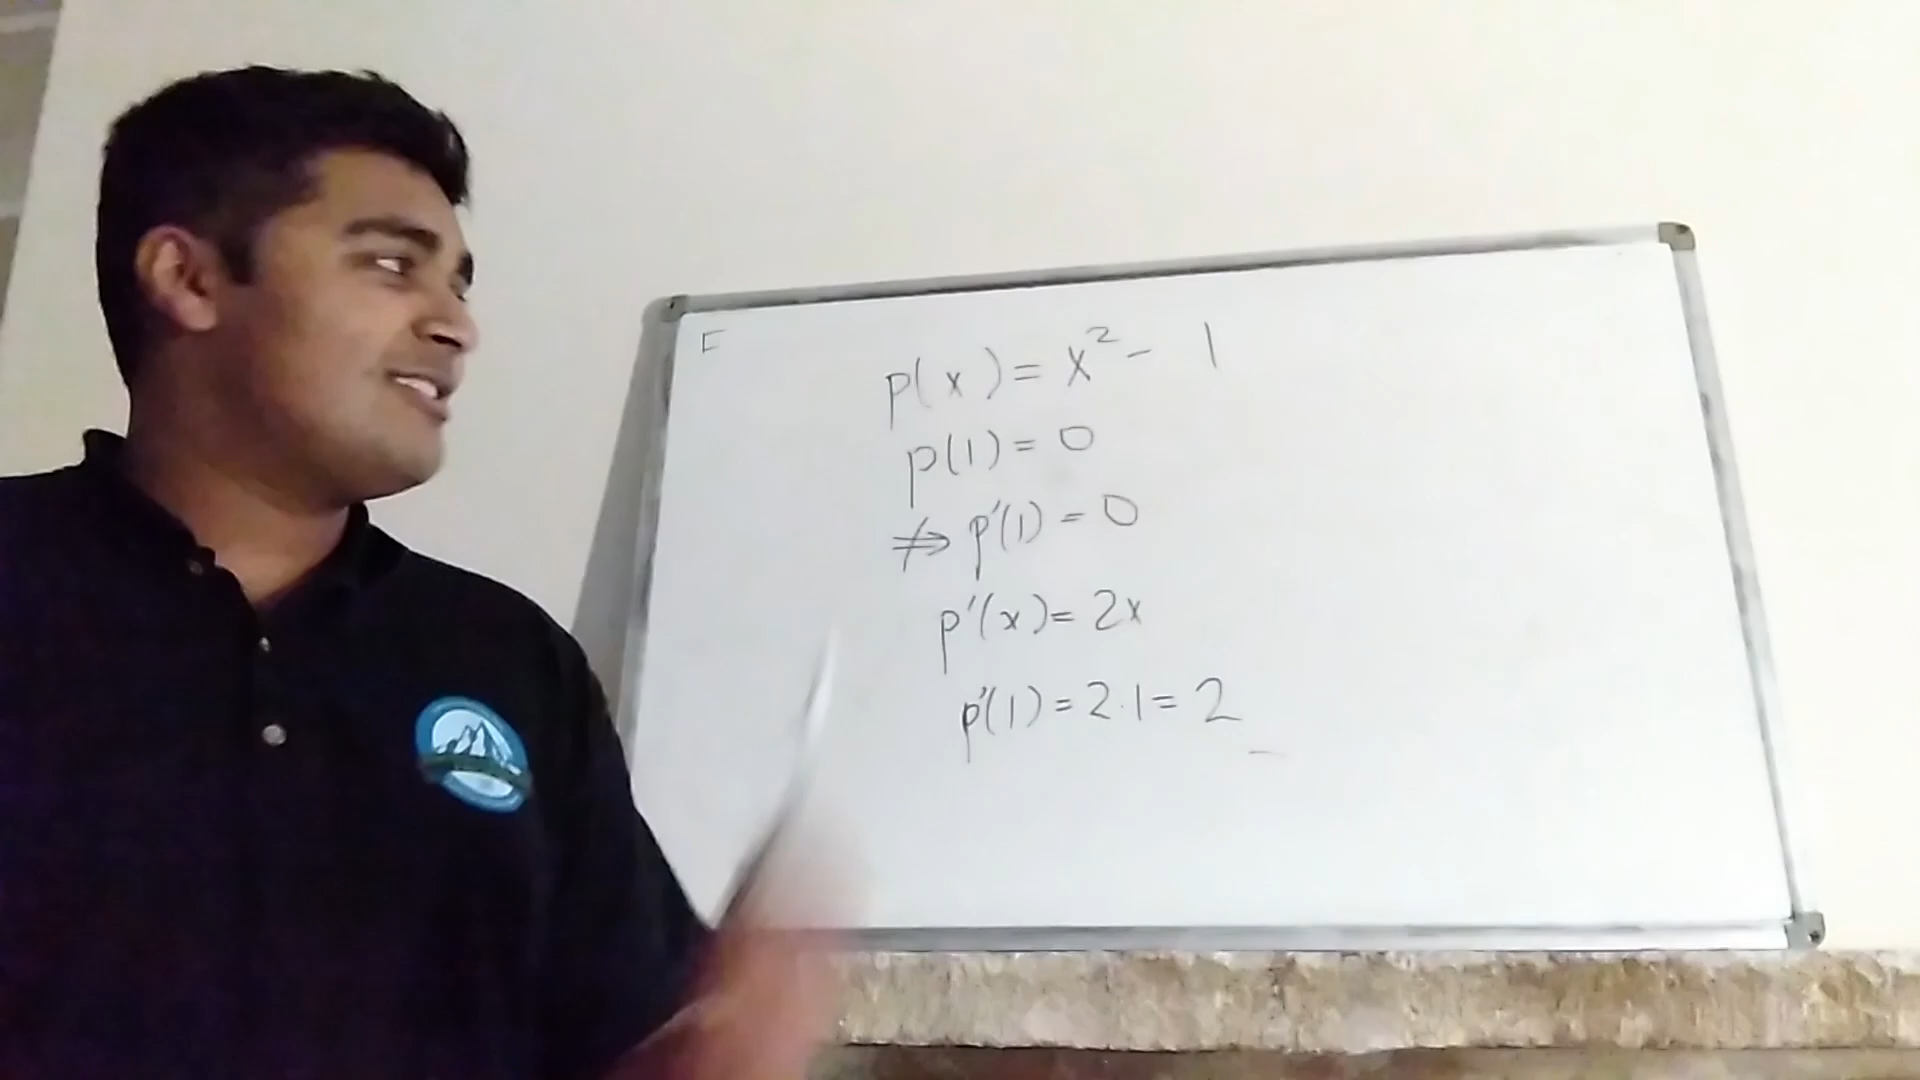 E
p(x) = x² - 1
p(1) = 0
⇏ p'(1) = 0
p'(x) = 2x
p'(1) = 2·1 = 2